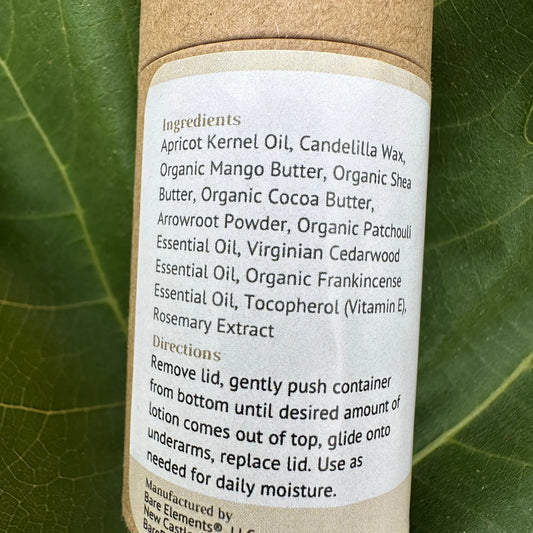 Ingredients
Apricot Kernel Oil, Candelilla Wax,
Organic Mango Butter, Organic Shea
Butter, Organic Cocoa Butter,
Arrowroot Powder, Organic Patchouli
Essential Oil, Virginian Cedarwood
Essential Oil, Organic Frankincense
Essential Oil, Tocopherol (Vitamin E),
Rosemary Extract
Directions
Remove lid, gently push container
from bottom until desired amount of
lotion comes out of top, glide onto
underarms, replace lid. Use as
needed for daily moisture.
Manufactured by
Bare Elements®, LLC
New Castle